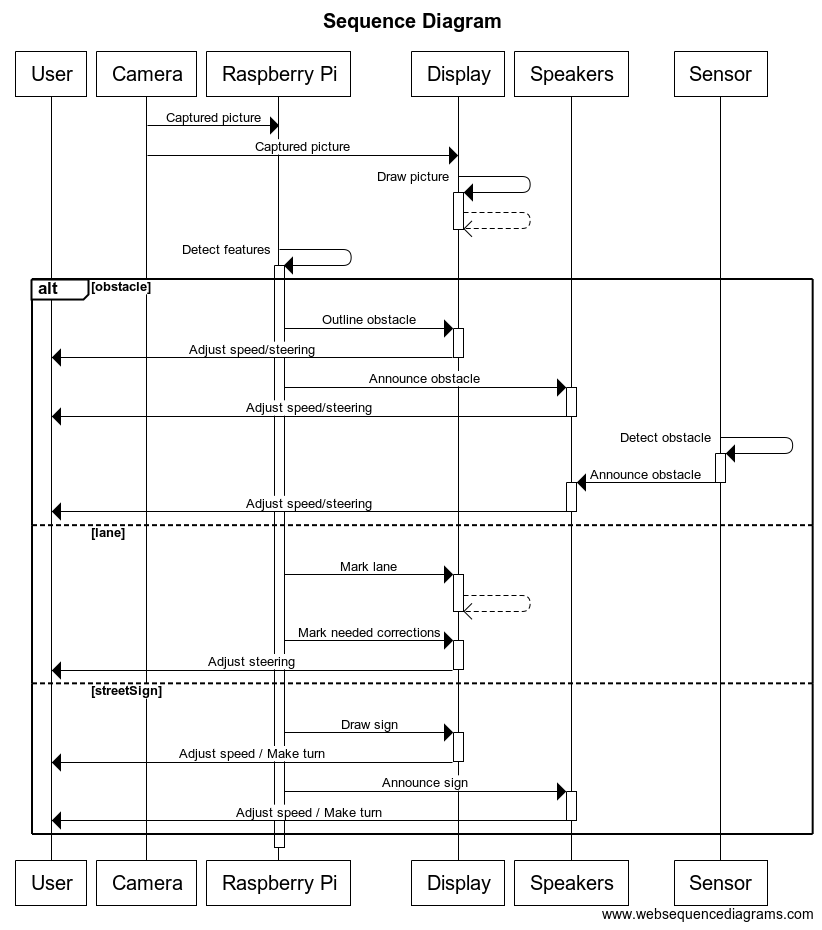 Sequence Diagram
User Camera Raspberry Pi Display Speakers Sensor
Captured picture
Captured picture
Draw picture
Detect features
alt [obstacle]
Outline obstacle
Adjust speed/steering
Announce obstacle
Adjust speed/steering
Detect obstacle
Announce obstacle
Adjust speed/steering
[lane]
Mark lane
Mark needed corrections
Adjust steering
[streetSign]
Draw sign
Adjust speed / Make turn
Announce sign
Adjust speed / Make turn
User Camera Raspberry Pi Display Speakers Sensor
www.websequencediagrams.com